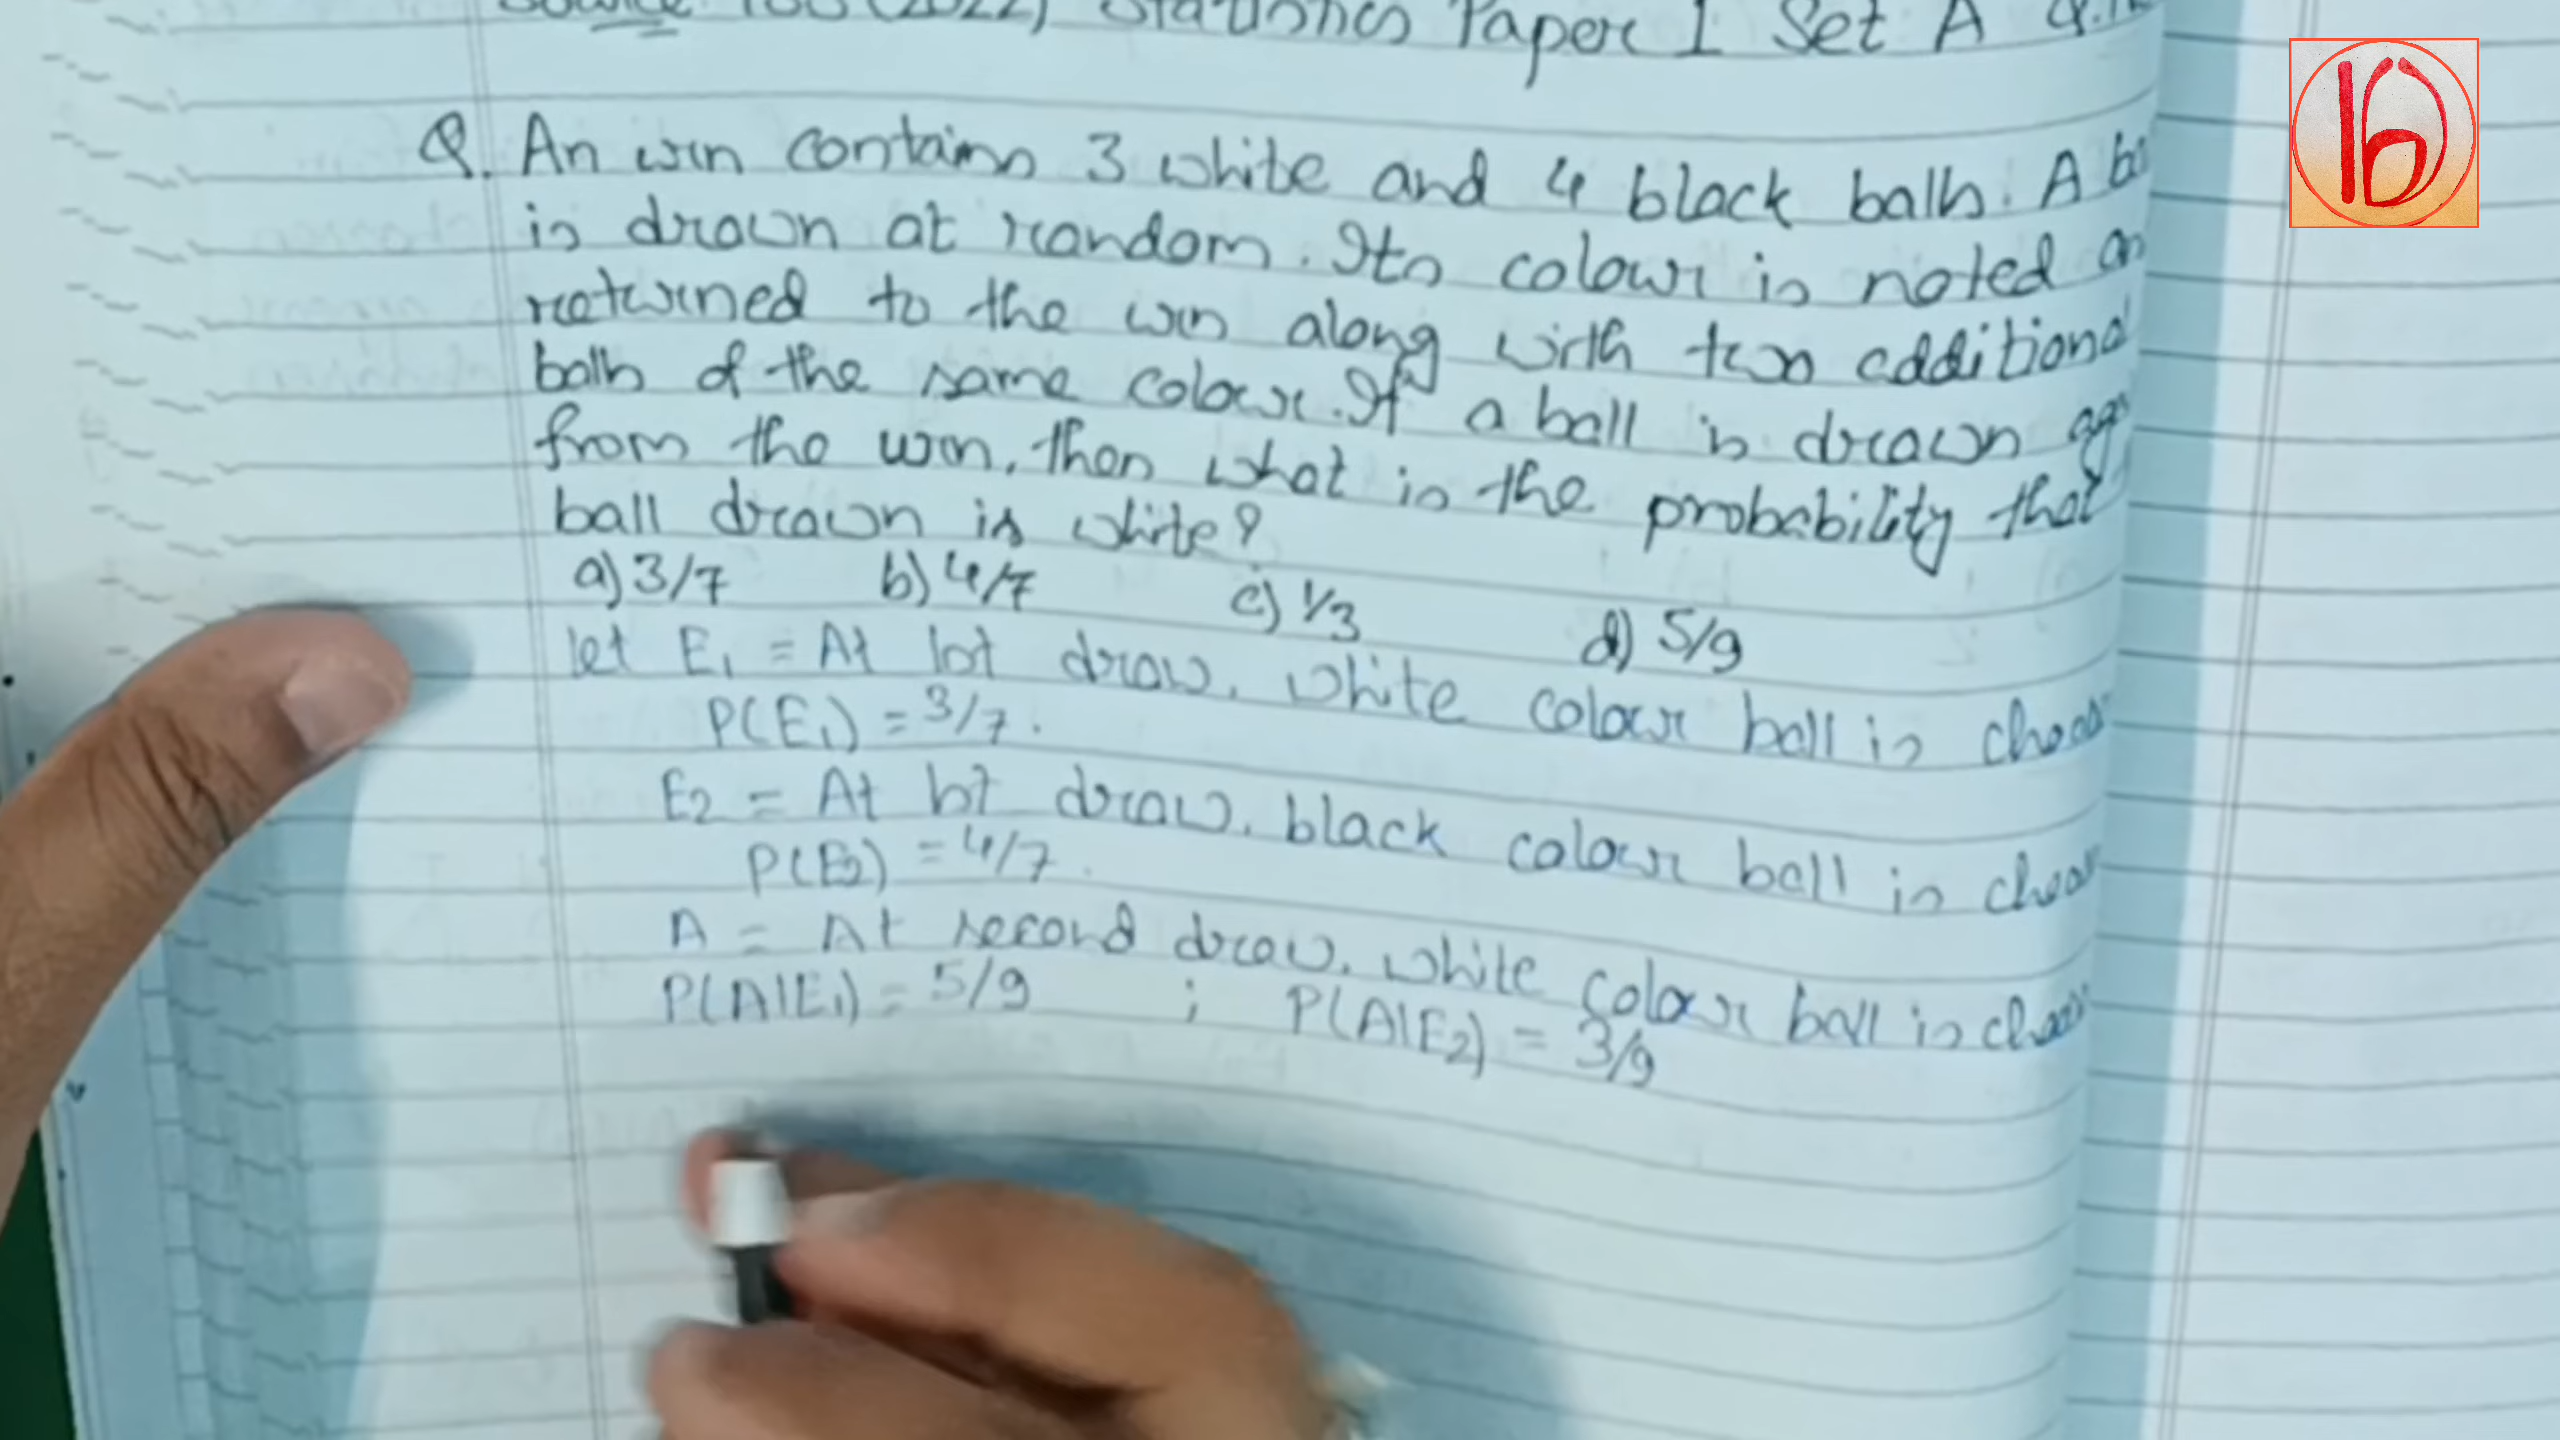 Statistics Paper 1 Set A
Q. An urn contains 3 white and 4 black balls. A
is drawn at random. Its colour is noted
returned to the urn along with two additional
balls of the same colour. If a ball is drawn
from the urn, then what is the probability that
ball drawn is white?
a) 3/7 b) 4/7 c) 1/3 d) 5/9
let E1 = At 1st draw, white colour ball is
P(E1) = 3/7.
E2 = At 1st draw, black colour ball is
P(E2) = 4/7.
A = At second draw, white colour ball is
P(A|E1) = 5/9 ; P(A|E2) = 3/9